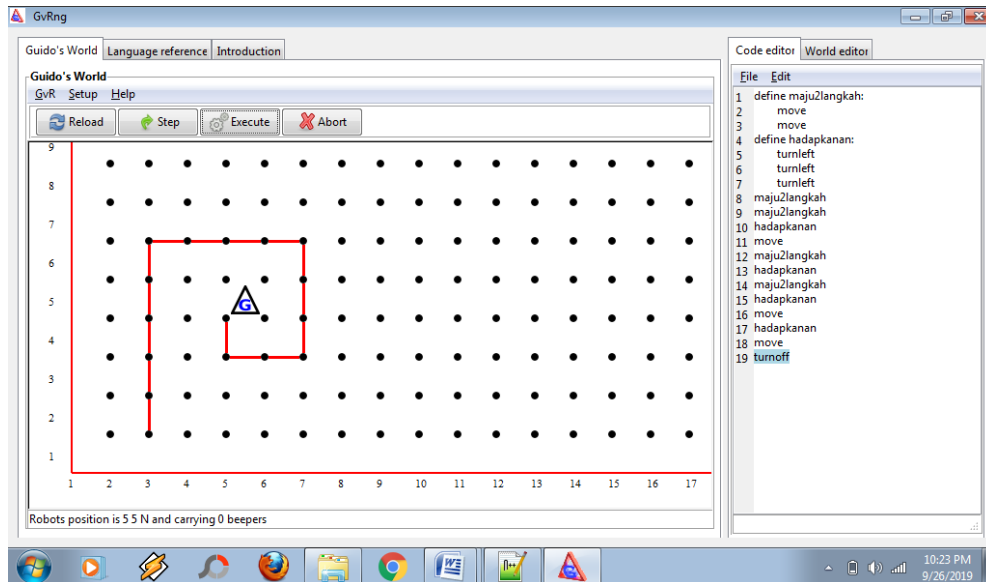 GvRng
Guido's World Language reference Introduction
Code editor World editor
Guido's World
GvR Setup Help
Reload Step Execute Abort
9
8
7
6
5
4
3
2
1
G
1 2 3 4 5 6 7 8 9 10 11 12 13 14 15 16 17
Robots position is 5 5 N and carrying 0 beepers
File Edit
1 define maju2langkah:
2 move
3 move
4 define hadapkanan:
5 turnleft
6 turnleft
7 turnleft
8 maju2langkah
9 maju2langkah
10 hadapkanan
11 move
12 maju2langkah
13 hadapkanan
14 maju2langkah
15 hadapkanan
16 move
17 hadapkanan
18 move
19 turnoff
10:23 PM
9/26/2019